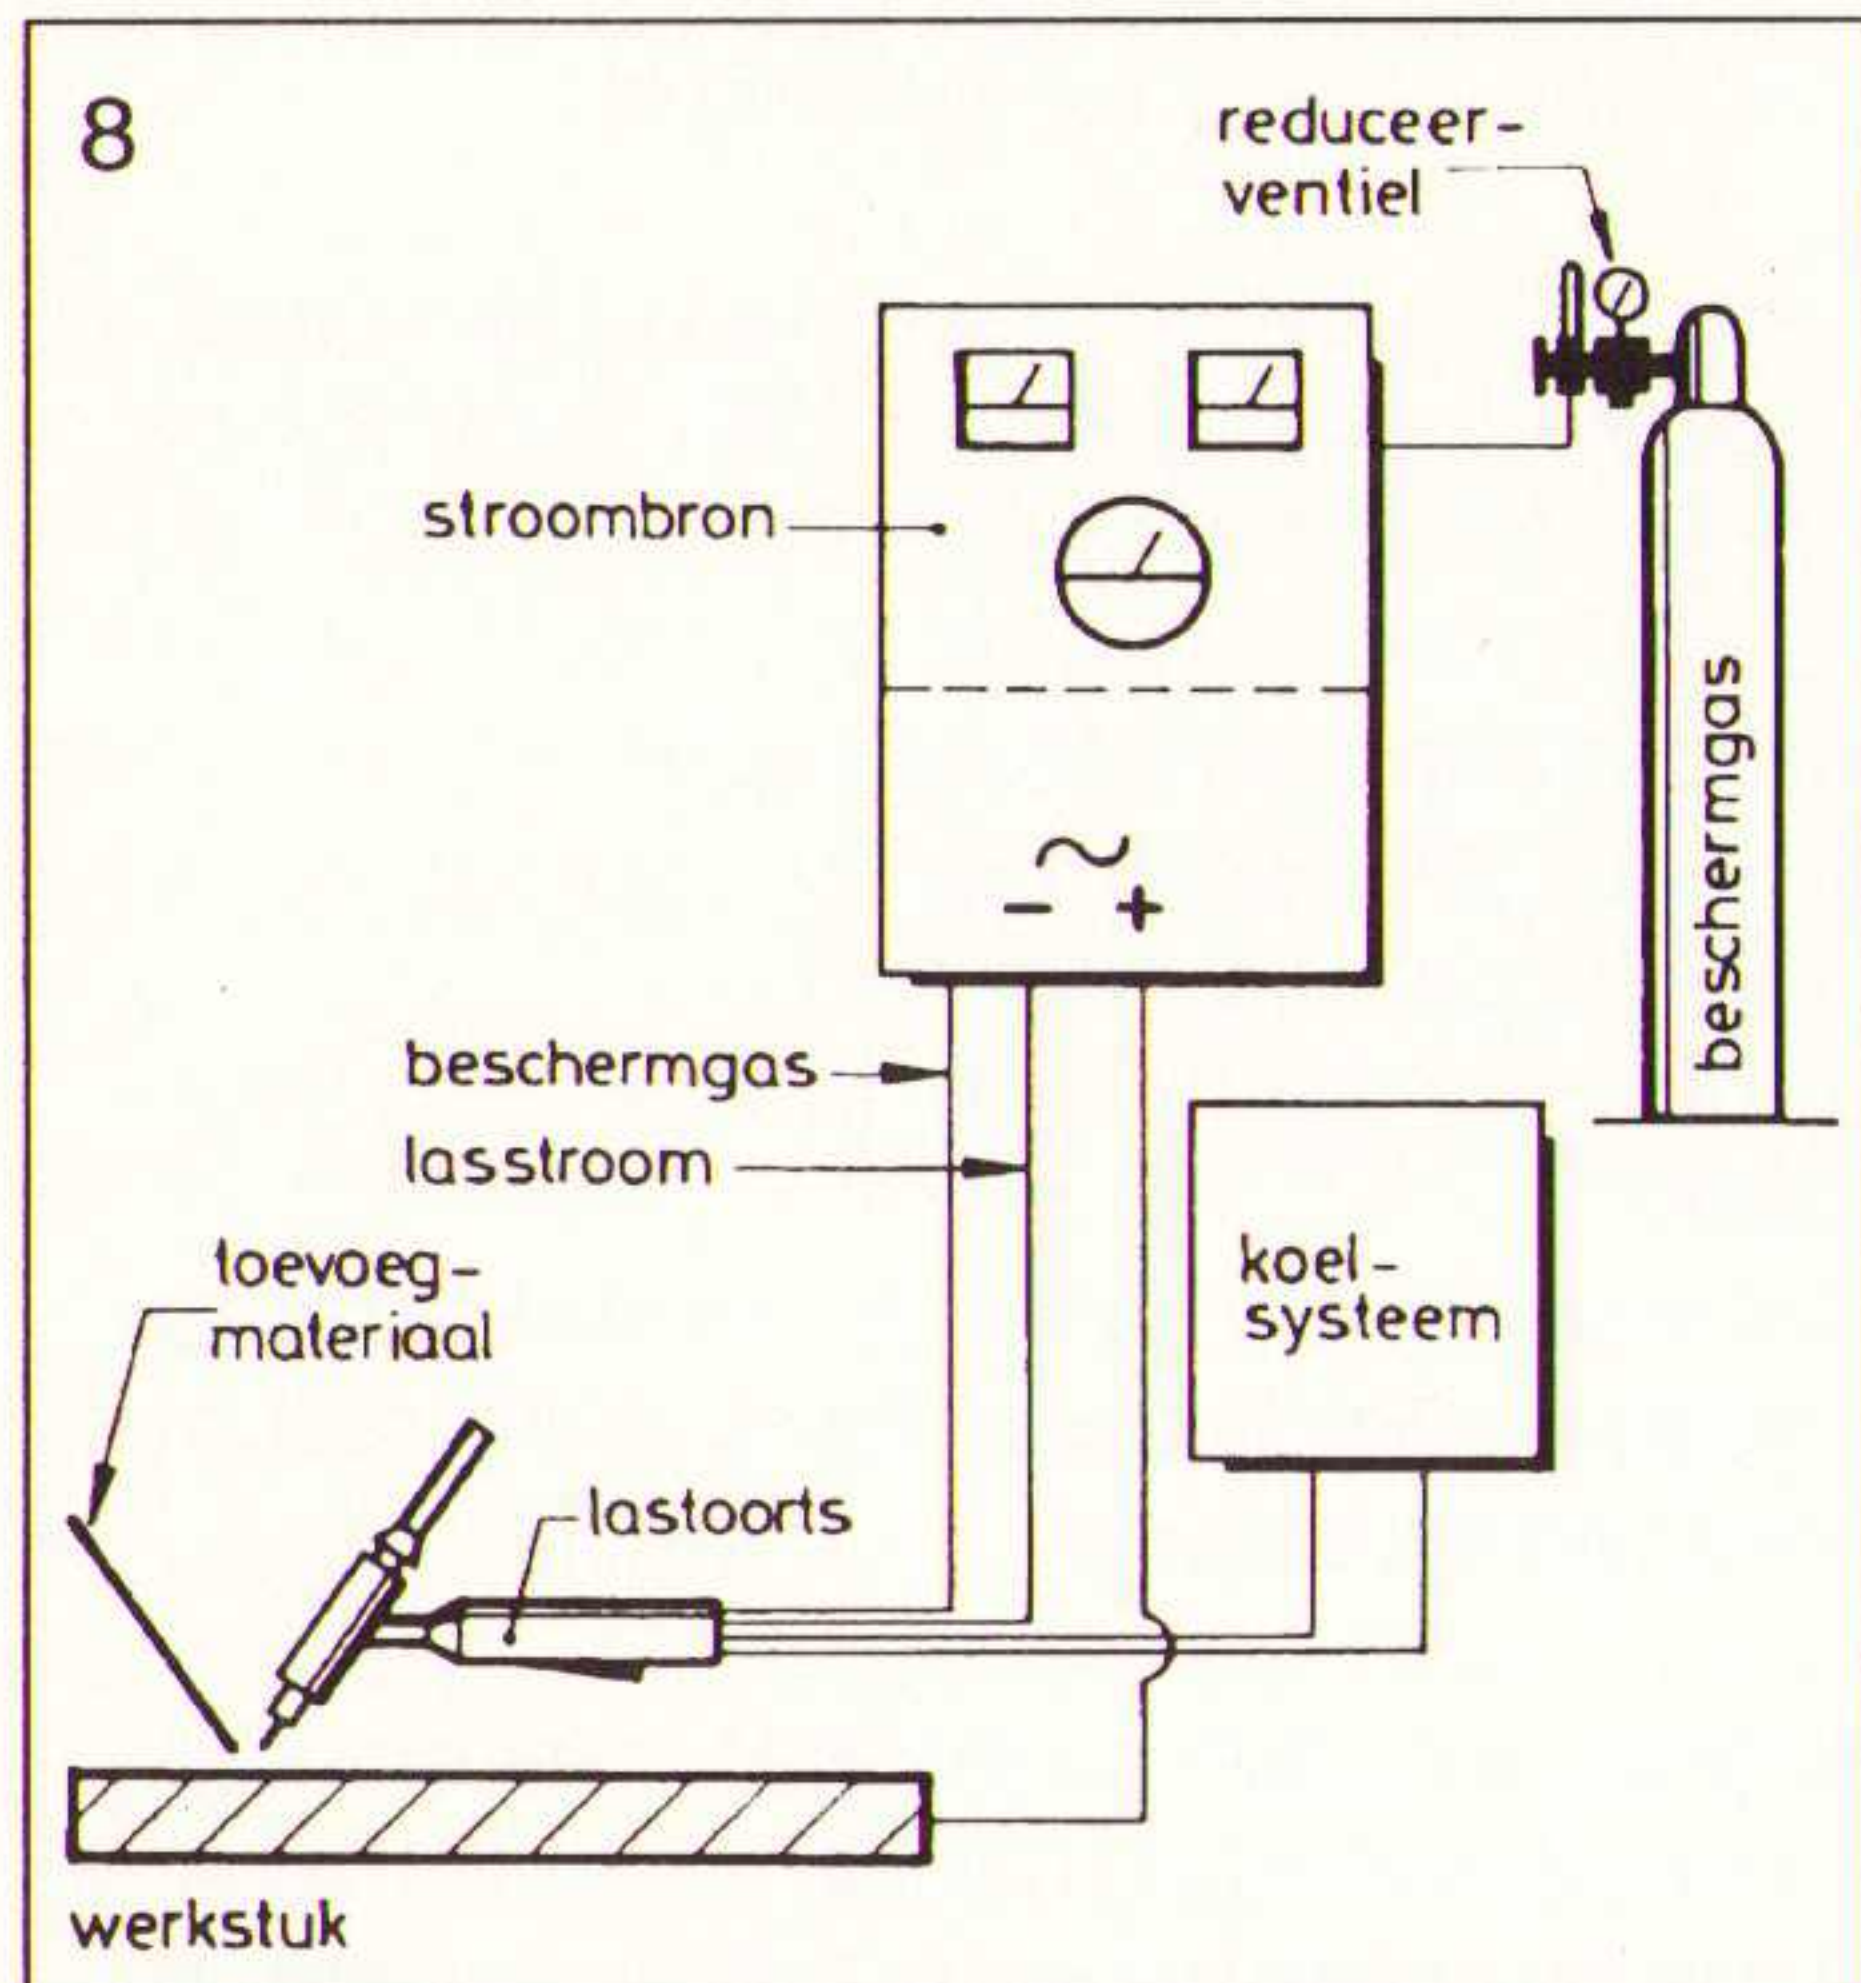 8
reduceer-
ventiel
stroombron
beschermgas
~
- +
beschermgas
lasstroom
koel-
systeem
toevoeg-
materiaal
lastoorts
werkstuk